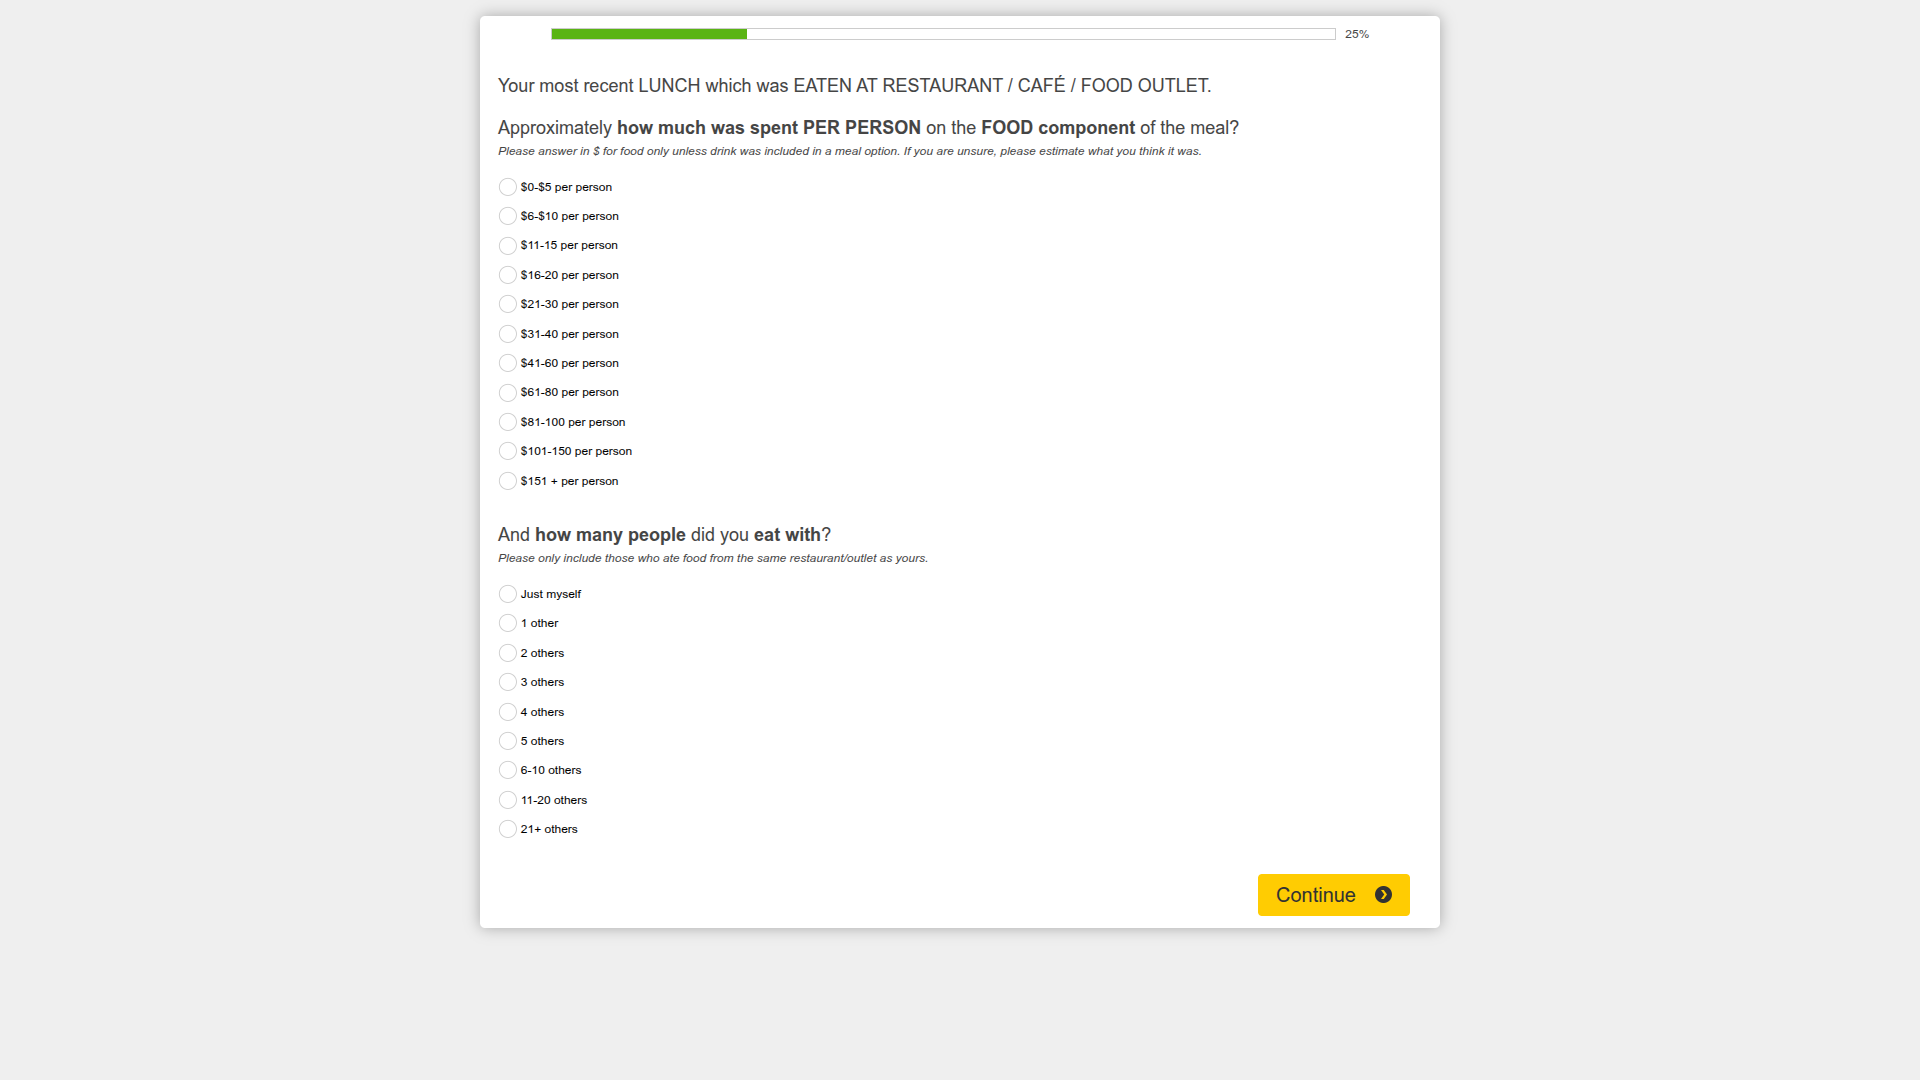 25%
Your most recent LUNCH which was EATEN AT RESTAURANT / CAFÉ / FOOD OUTLET.
Approximately how much was spent PER PERSON on the FOOD component of the meal?
Please answer in $ for food only unless drink was included in a meal option. If you are unsure, please estimate what you think it was.
$0-$5 per person
$6-$10 per person
$11-15 per person
$16-20 per person
$21-30 per person
$31-40 per person
$41-60 per person
$61-80 per person
$81-100 per person
$101-150 per person
$151 + per person
And how many people did you eat with?
Please only include those who ate food from the same restaurant/outlet as yours.
Just myself
1 other
2 others
3 others
4 others
5 others
6-10 others
11-20 others
21+ others
Continue